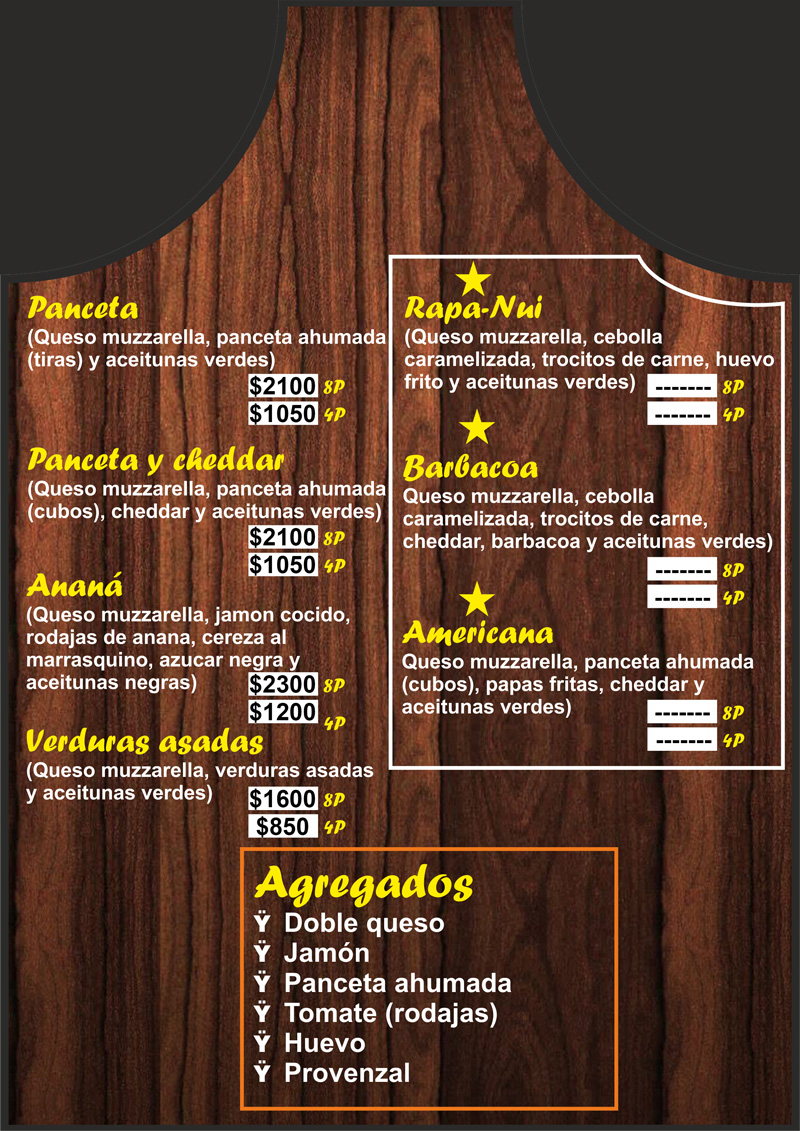 Panceta
(Queso muzzarella, panceta ahumada
(tiras) y aceitunas verdes)
$2100 8P
$1050 4P
Panceta y cheddar
(Queso muzzarella, panceta ahumada
(cubos), cheddar y aceitunas verdes)
$2100 8P
$1050 4P
Ananá
(Queso muzzarella, jamon cocido,
rodajas de anana, cereza al
marrasquino, azucar negra y
aceitunas negras)
$2300 8P
$1200 4P
Verduras asadas
(Queso muzzarella, verduras asadas
y aceitunas verdes)
$1600 8P
$850 4P
Rapa-Nui
(Queso muzzarella, cebolla
caramelizada, trocitos de carne, huevo
frito y aceitunas verdes)
------- 8P
------- 4P
Barbacoa
Queso muzzarella, cebolla
caramelizada, trocitos de carne,
cheddar, barbacoa y aceitunas verdes)
------- 8P
------- 4P
Americana
Queso muzzarella, panceta ahumada
(cubos), papas fritas, cheddar y
aceitunas verdes)
------- 8P
------- 4P
Agregados
Ÿ Doble queso
Ÿ Jamón
Ÿ Panceta ahumada
Ÿ Tomate (rodajas)
Ÿ Huevo
Ÿ Provenzal